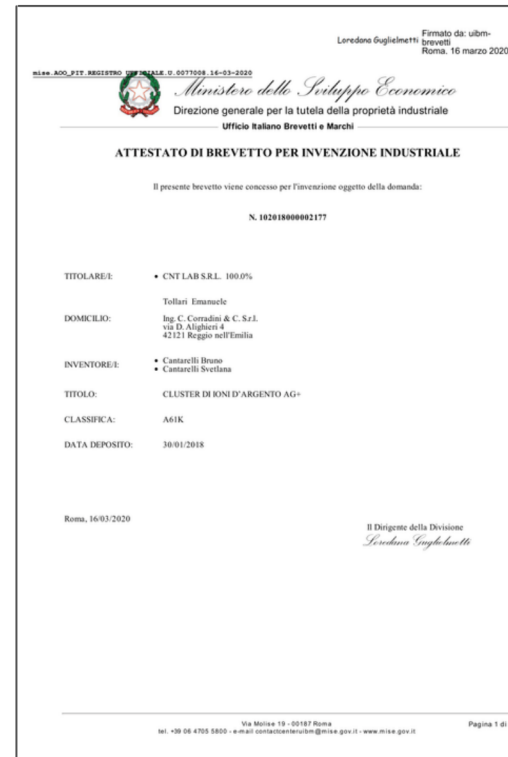 Loredana Guglielmetti
Firmato da: uibm-
brevetti
Roma. 16 marzo 2020
mise.AOO_PIT.REGISTRO UFFICIALE.U.0077008.16-03-2020
Ministero dello Sviluppo Economico
Direzione generale per la tutela della proprietà industriale
Ufficio Italiano Brevetti e Marchi
ATTESTATO DI BREVETTO PER INVENZIONE INDUSTRIALE
Il presente brevetto viene concesso per l'invenzione oggetto della domanda:
N. 102018000002177
TITOLARE/I: • CNT LAB S.R.L. 100.0%
Tollari Emanuele
DOMICILIO: Ing. C. Corradini & C. S.r.l.
via D. Alighieri 4
42121 Reggio nell'Emilia
INVENTORE/I: • Cantarelli Bruno
• Cantarelli Svetlana
TITOLO: CLUSTER DI IONI D'ARGENTO AG+
CLASSIFICA: A61K
DATA DEPOSITO: 30/01/2018
Roma, 16/03/2020
Il Dirigente della Divisione
Loredana Guglielmetti
Via Molise 19 - 00187 Roma
tel. +39 06 4705 5800 - e-mail contactcenteruibm@mise.gov.it - www.mise.gov.it
Pagina 1 di